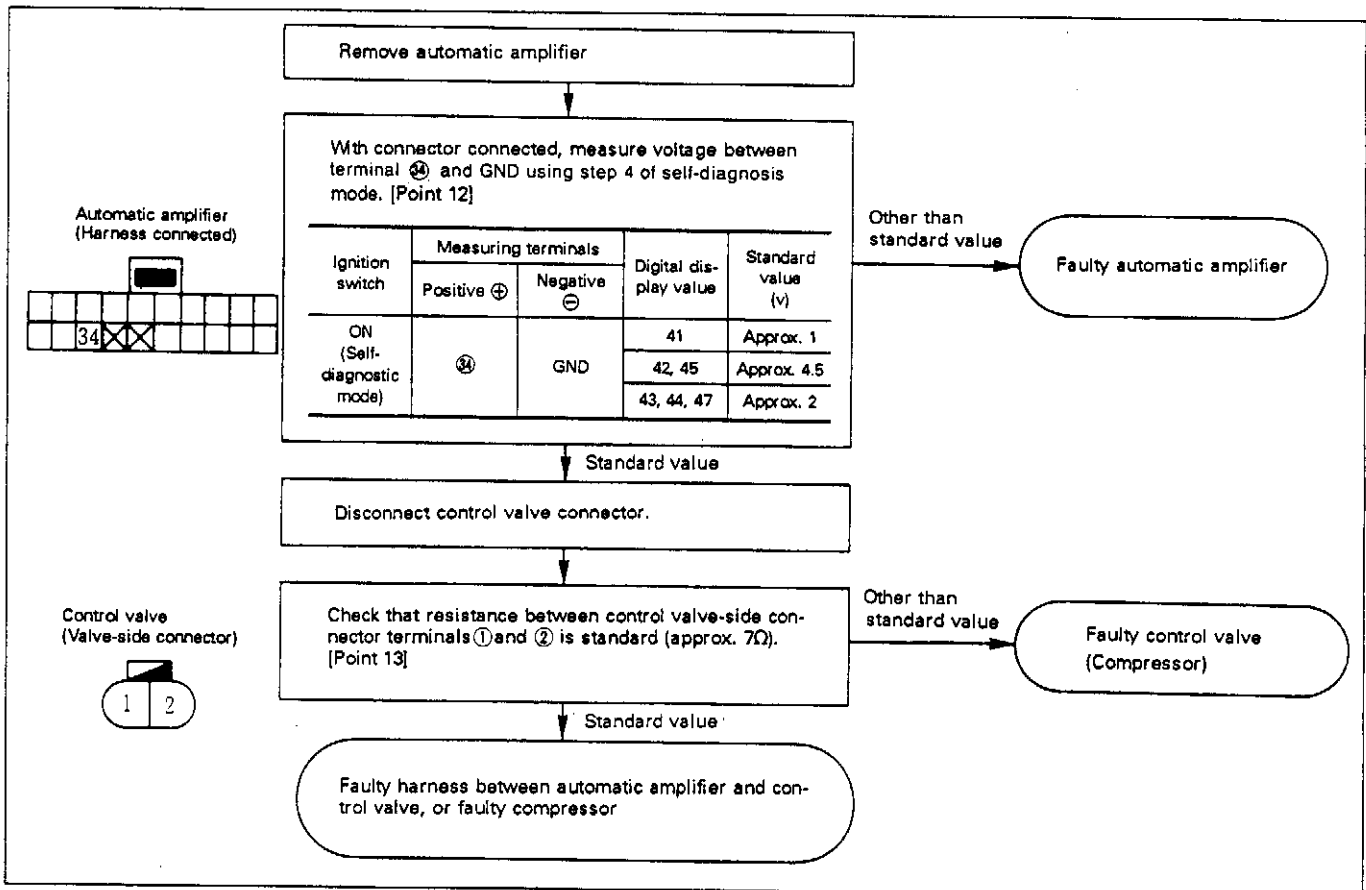 Remove automatic amplifier
With connector connected, measure voltage between
terminal ㉞ and GND using step 4 of self-diagnosis
mode. [Point 12]
Ignition
switch
Measuring terminals
Positive ⊕
Negative
⊖
Digital dis-
play value
Standard
value
(v)
ON
(Self-
diagnostic
mode)
㉞
GND
41
Approx. 1
42, 45
Approx. 4.5
43, 44, 47
Approx. 2
Automatic amplifier
(Harness connected)
34
Other than
standard value
Faulty automatic amplifier
Standard value
Disconnect control valve connector.
Control valve
(Valve-side connector)
1 2
Check that resistance between control valve-side con-
nector terminals ① and ② is standard (approx. 7Ω).
[Point 13]
Other than
standard value
Faulty control valve
(Compressor)
Standard value
Faulty harness between automatic amplifier and con-
trol valve, or faulty compressor